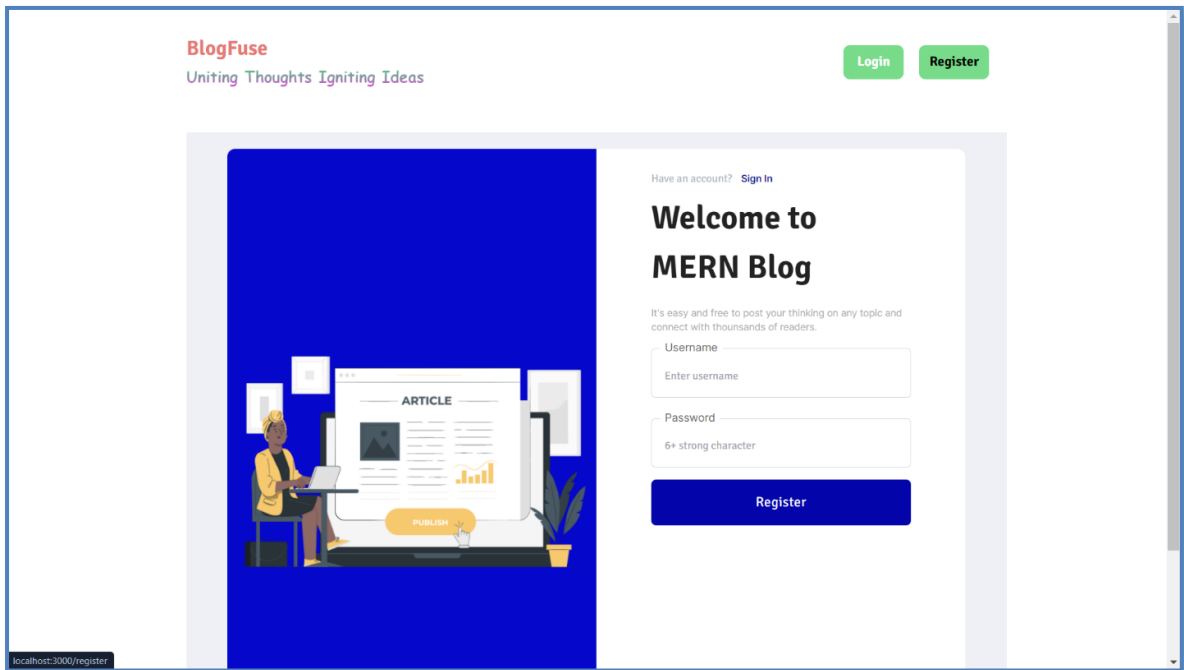 BlogFuse
Uniting Thoughts Igniting Ideas
Login
Register
Have an account? Sign In
Welcome to
MERN Blog
It's easy and free to post your thinking on any topic and
connect with thounsands of readers.
Username
Enter username
Password
6+ strong character
Register
ARTICLE
PUBLISH
localhost:3000/register